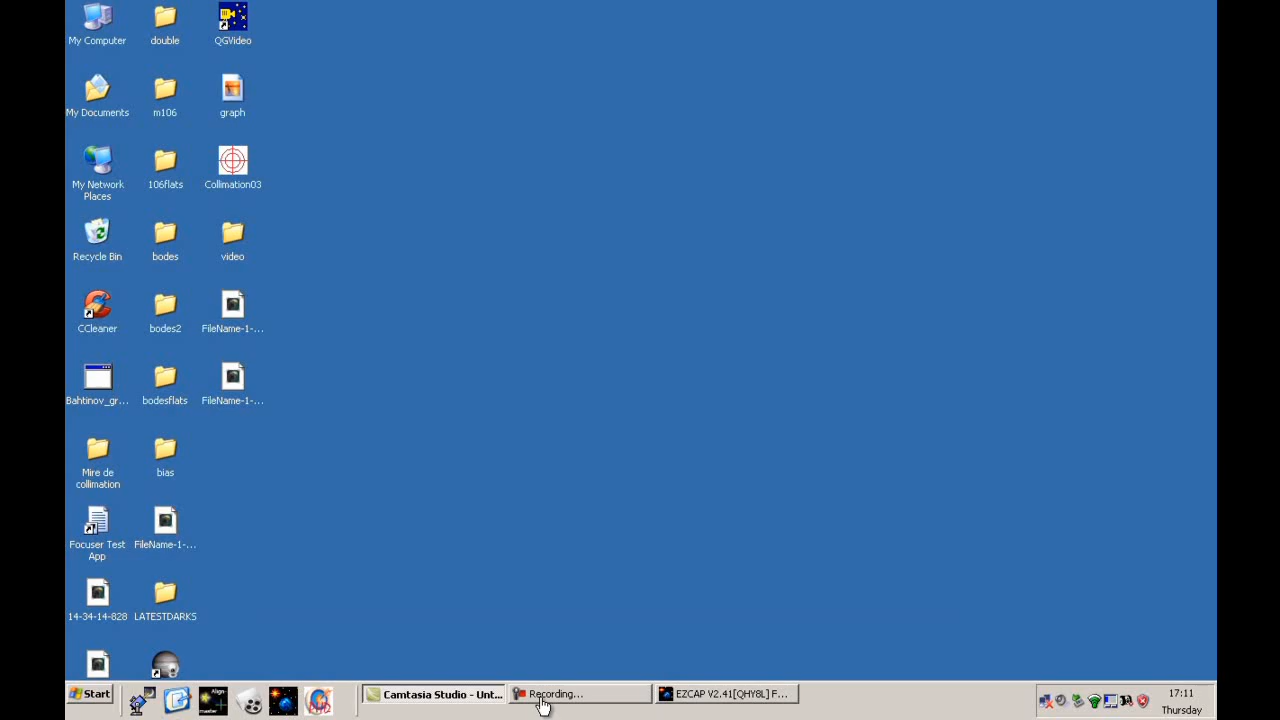 My Computer
double
QGVideo
My Documents
m106
graph
My Network
Places
106flats
Collimation03
Recycle Bin
bodes
video
CCleaner
bodes2
FileName-1-...
Bahtinov_gr...
bodesflats
FileName-1-...
Mire de
collimation
bias
Focuser Test
App
FileName-1-...
14-34-14-828
LATESTDARKS
Start
Align-
master
Camtasia Studio - Unt...
Recording...
EZCAP V2.41[QHY8L] F...
17:11
Thursday